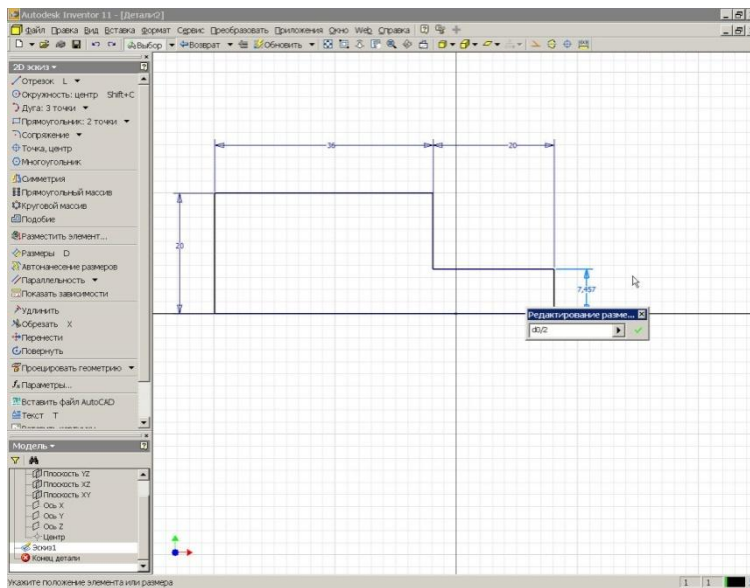 Autodesk Inventor 11 - [Детали2]
Файл Правка Вид Вставка Формат Сервис Преобразовать Приложения Окно Web Справка
Выбор Возврат Обновить
2D эскиз
Отрезок L
Окружность: центр Shift+C
Дуга: 3 точки
Прямоугольник: 2 точки
Сопряжение
Точка, центр
Многоугольник
Симметрия
Прямоугольный массив
Круговой массив
Подобие
Разместить элемент...
Размеры D
Автонанесение размеров
Параллельность
Показать зависимости
Удлинить
Обрезать X
Перенести
Повернуть
Проецировать геометрию
Параметры...
Вставить файл AutoCAD
Текст T
36
20
20
7,457
Редактирование разме...
d0/2
Модель
Плоскость YZ
Плоскость XZ
Плоскость XY
Ось X
Ось Y
Ось Z
Центр
Эскиз1
Конец детали
Укажите положение элемента или размера
1 1